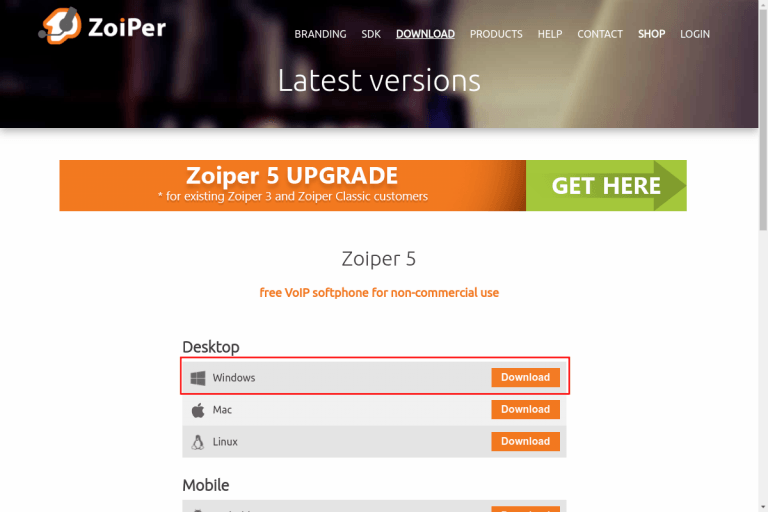 ZoiPer
BRANDING SDK DOWNLOAD PRODUCTS HELP CONTACT SHOP LOGIN
Latest versions
Zoiper 5 UPGRADE
* for existing Zoiper 3 and Zoiper Classic customers
GET HERE
Zoiper 5
free VoIP softphone for non-commercial use
Desktop
Windows Download
Mac Download
Linux Download
Mobile